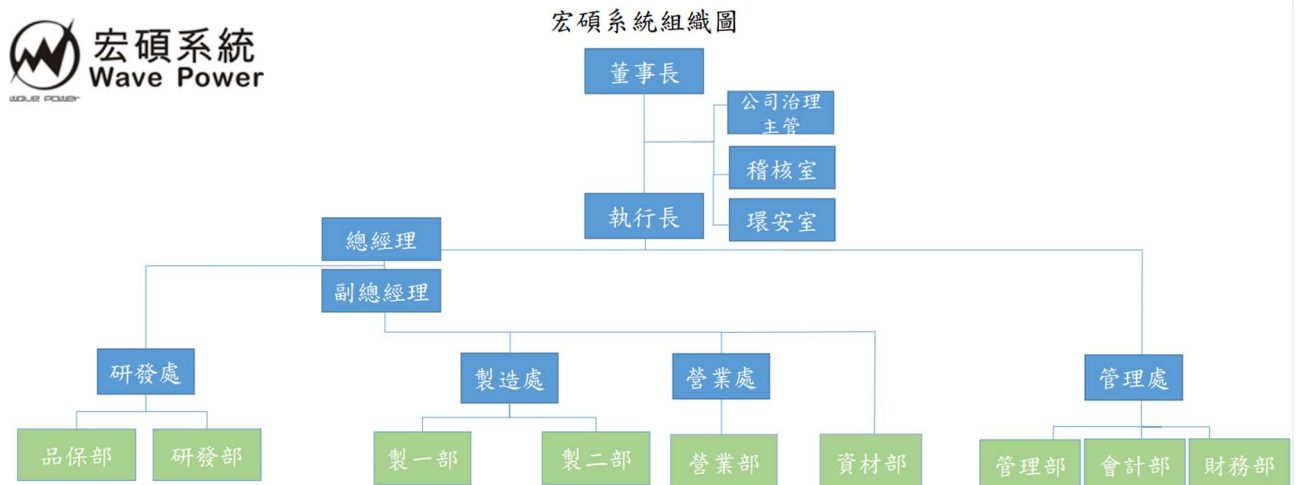 宏碩系統組織圖
宏碩系統
Wave Power
WAVE POWER
董事長
公司治理
主管
稽核室
執行長
環安室
總經理
副總經理
研發處
製造處
營業處
管理處
品保部
研發部
製一部
製二部
營業部
資材部
管理部
會計部
財務部